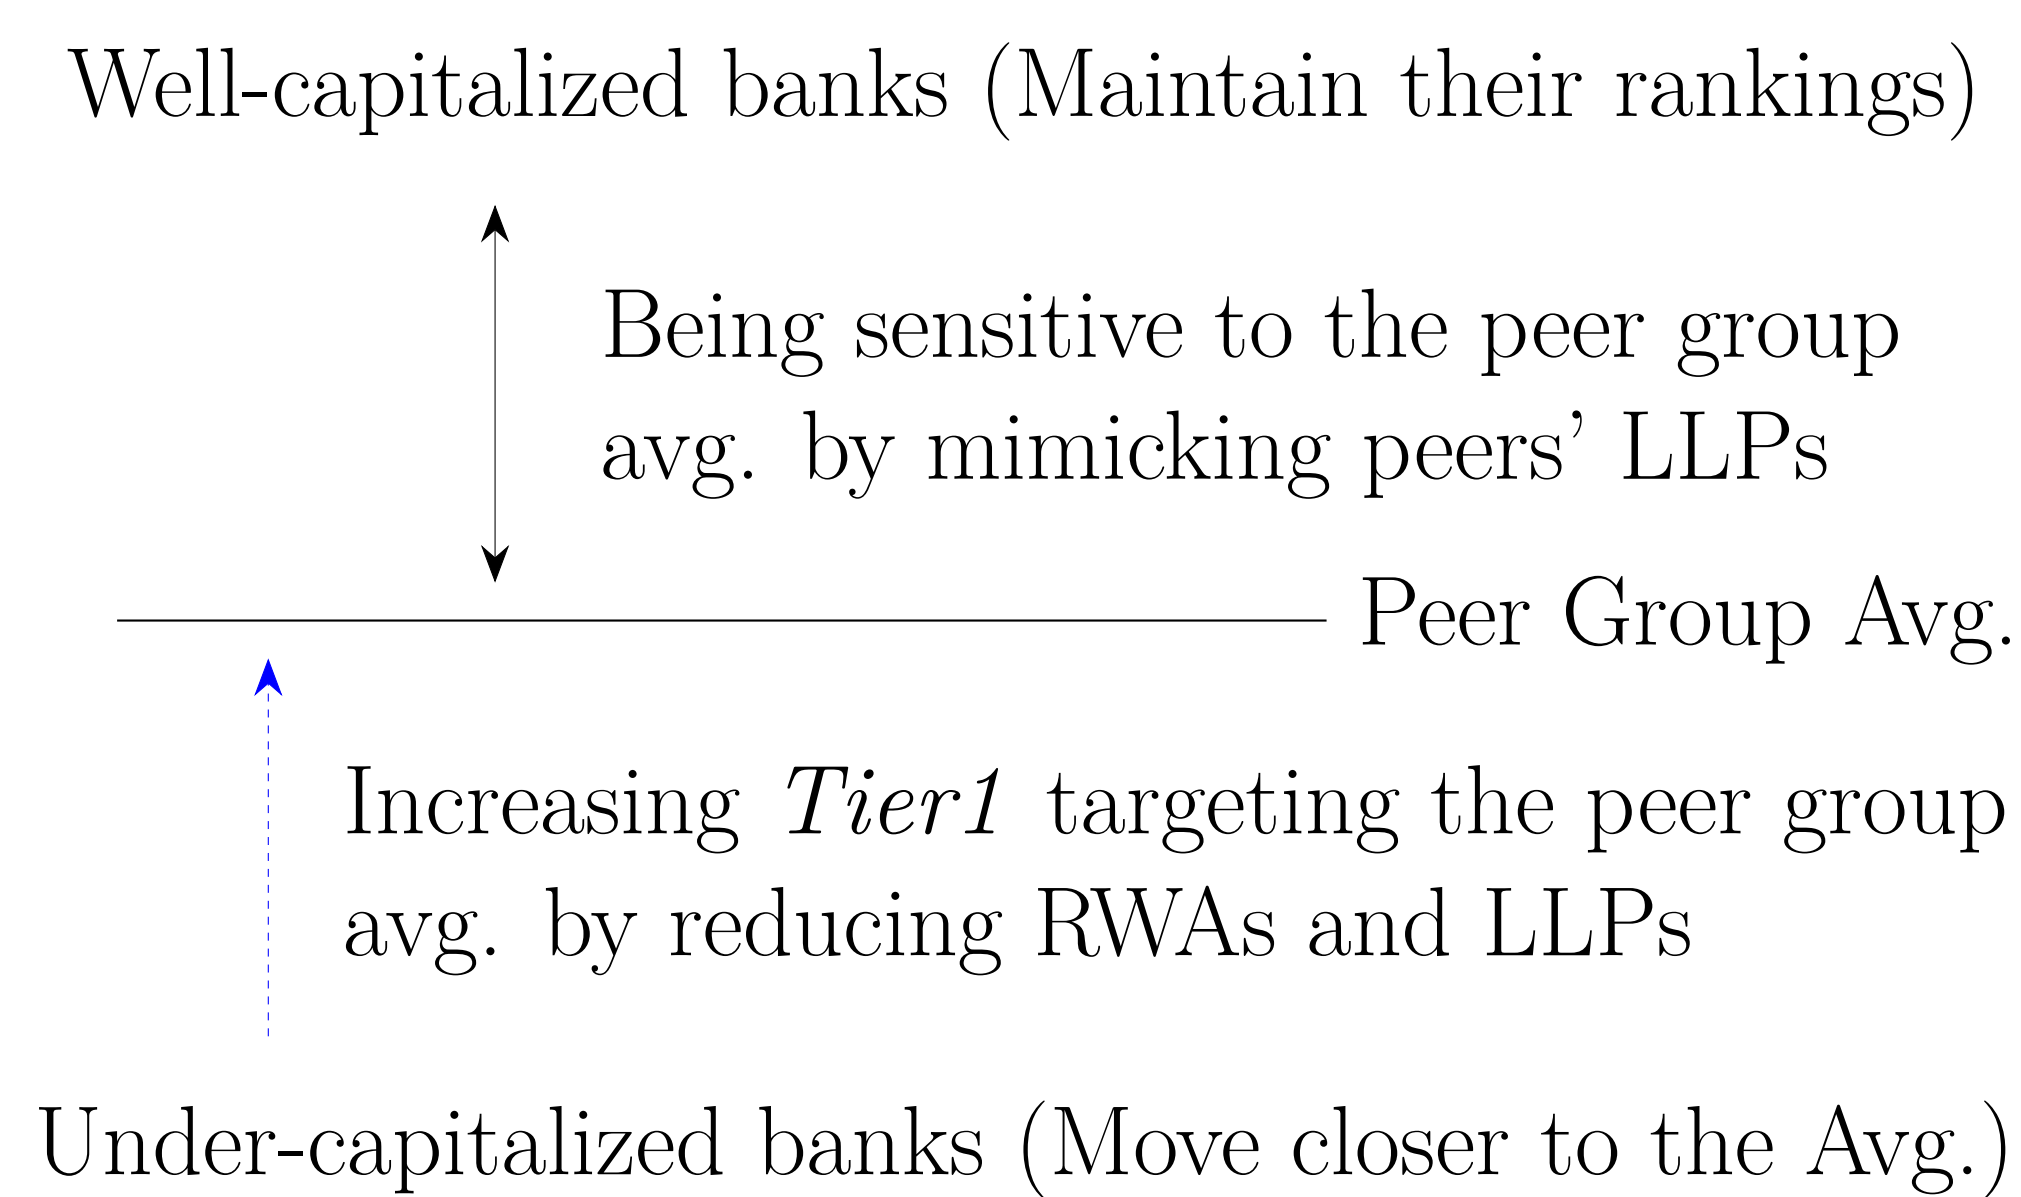 Well-capitalized banks (Maintain their rankings)
Being sensitive to the peer group
avg. by mimicking peers’ LLPs
Peer Group Avg.
Increasing Tier1 targeting the peer group
avg. by reducing RWAs and LLPs
Under-capitalized banks (Move closer to the Avg.)